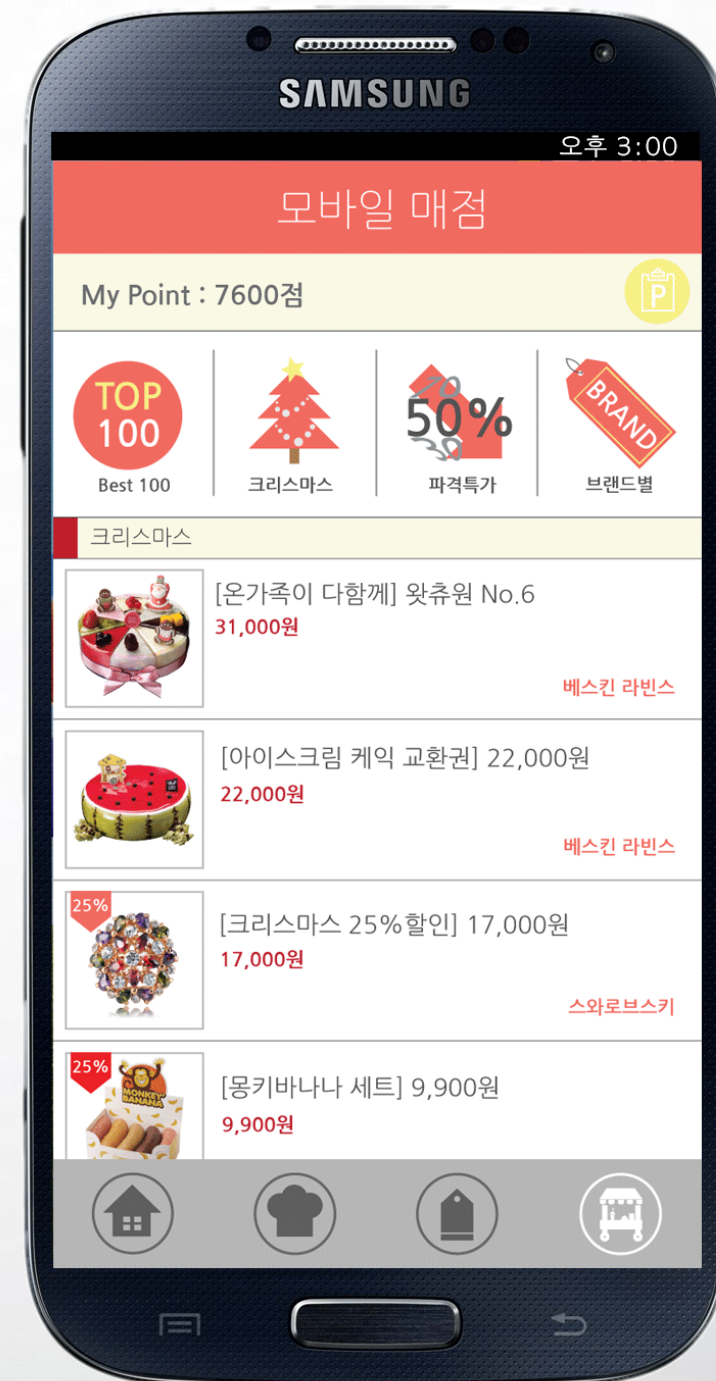 SAMSUNG
오후 3:00
모바일 매점
My Point : 7600점
P
TOP
100
Best 100
크리스마스
50%
파격특가
BRAND
브랜드별
크리스마스
[온가족이 다함께] 왓츄원 No.6
31,000원
베스킨 라빈스
[아이스크림 케익 교환권] 22,000원
22,000원
베스킨 라빈스
25%
[크리스마스 25%할인] 17,000원
17,000원
스와로브스키
25%
MONKEY
BANANA
[몽키바나나 세트] 9,900원
9,900원